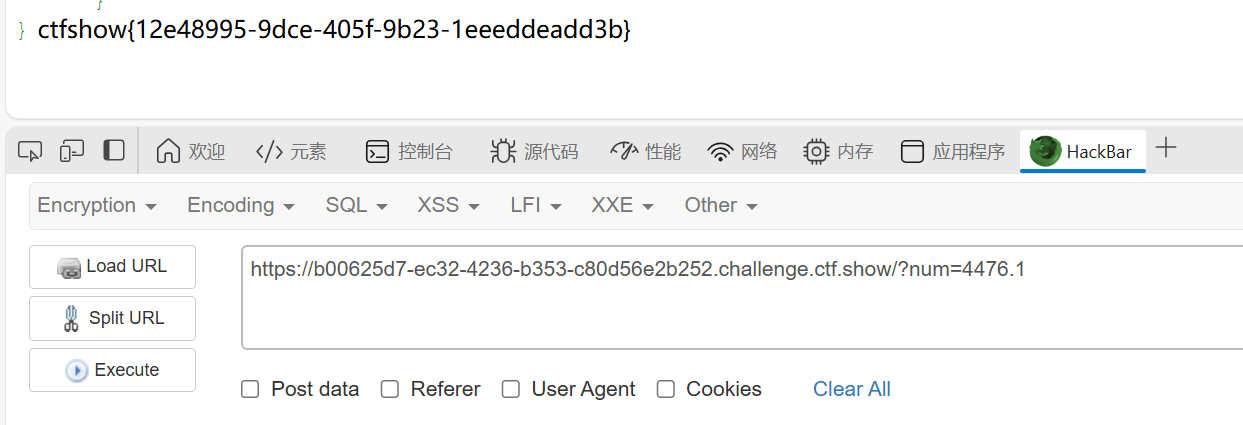 }
} ctfshow{12e48995-9dce-405f-9b23-1eeeddeadd3b}
欢迎 </> 元素 控制台 源代码 性能 网络 内存 应用程序 HackBar +
Encryption Encoding SQL XSS LFI XXE Other
Load URL
https://b00625d7-ec32-4236-b353-c80d56e2b252.challenge.ctf.show/?num=4476.1
Split URL
Execute
Post data Referer User Agent Cookies Clear All